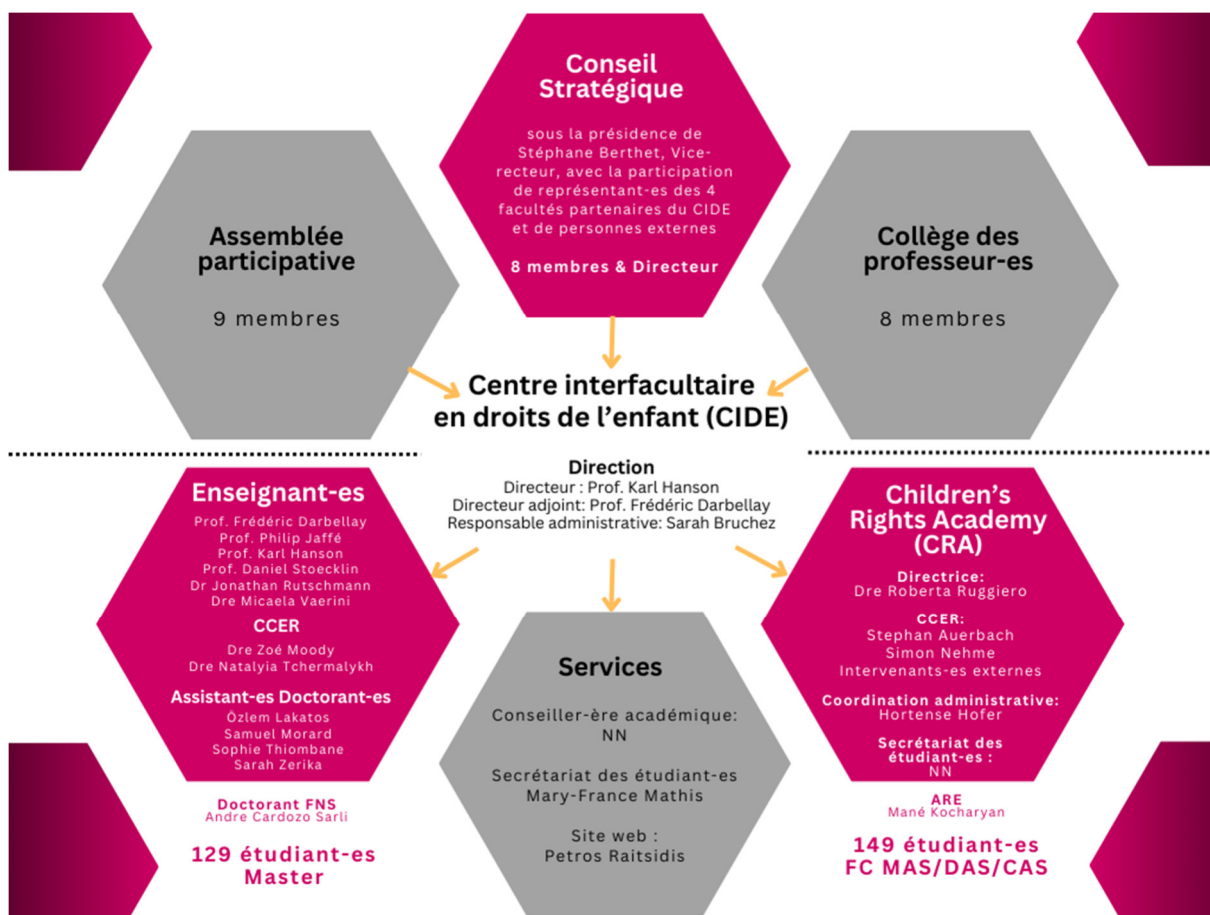 Conseil
Stratégique
sous la présidence de
Stéphane Berthet, Vice-
recteur, avec la participation
de représentant-es des 4
facultés partenaires du CIDE
et de personnes externes
8 membres & Directeur
Assemblée
participative
9 membres
Collège des
professeur-es
8 membres
Centre interfacultaire
en droits de l’enfant (CIDE)
Direction
Directeur : Prof. Karl Hanson
Directeur adjoint: Prof. Frédéric Darbellay
Responsable administrative: Sarah Bruchez
Enseignant-es
Prof. Frédéric Darbellay
Prof. Philip Jaffé
Prof. Karl Hanson
Prof. Daniel Stoecklin
Dr Jonathan Rutschmann
Dre Micaela Vaerini
CCER
Dre Zoé Moody
Dre Natalyia Tchermalykh
Assistant-es Doctorant-es
Özlem Lakatos
Samuel Morard
Sophie Thiombane
Sarah Zerika
Doctorant FNS
Andre Cardozo Sarli
129 étudiant-es
Master
Services
Conseiller-ère académique:
NN
Secrétariat des étudiant-es
Mary-France Mathis
Site web :
Petros Raitsidis
Children’s
Rights Academy
(CRA)
Directrice:
Dre Roberta Ruggiero
CCER:
Stephan Auerbach
Simon Nehme
Intervenants-es externes
Coordination administrative:
Hortense Hofer
Secrétariat des
étudiant-es :
NN
ARE
Mané Kocharyan
149 étudiant-es
FC MAS/DAS/CAS